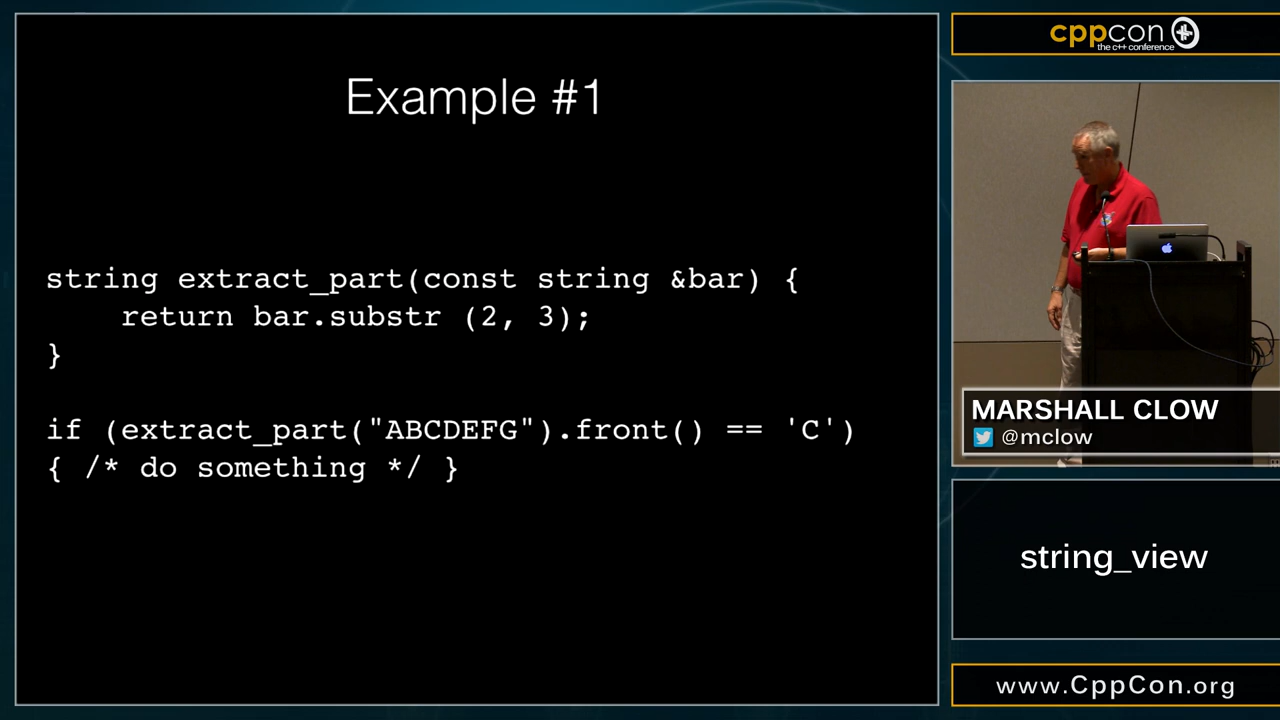 Example #1
string extract_part(const string &bar) {
return bar.substr (2, 3);
}
if (extract_part("ABCDEFG").front() == 'C')
{ /* do something */ }
cppcon
the c++ conference
MARSHALL CLOW
@mclow
string_view
www.CppCon.org